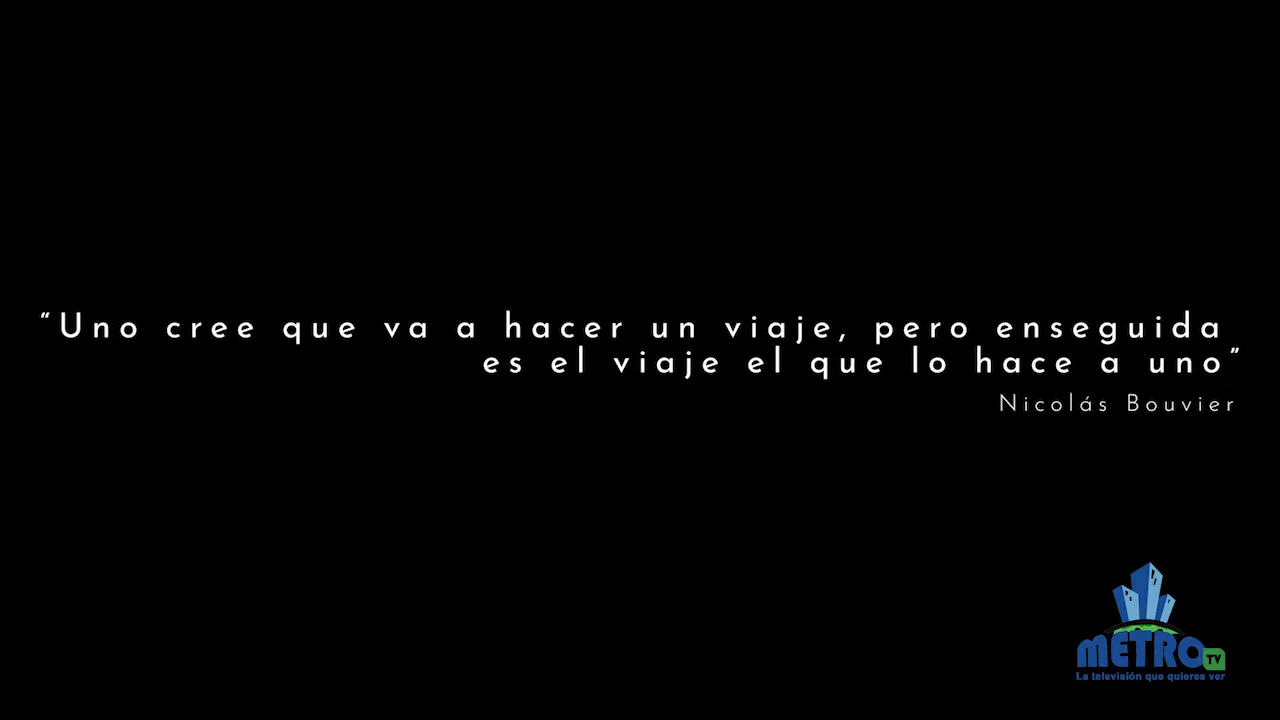 “Uno cree que va a hacer un viaje, pero enseguida
es el viaje el que lo hace a uno”
Nicolás Bouvier
METRO TV
La televisión que quieres ver